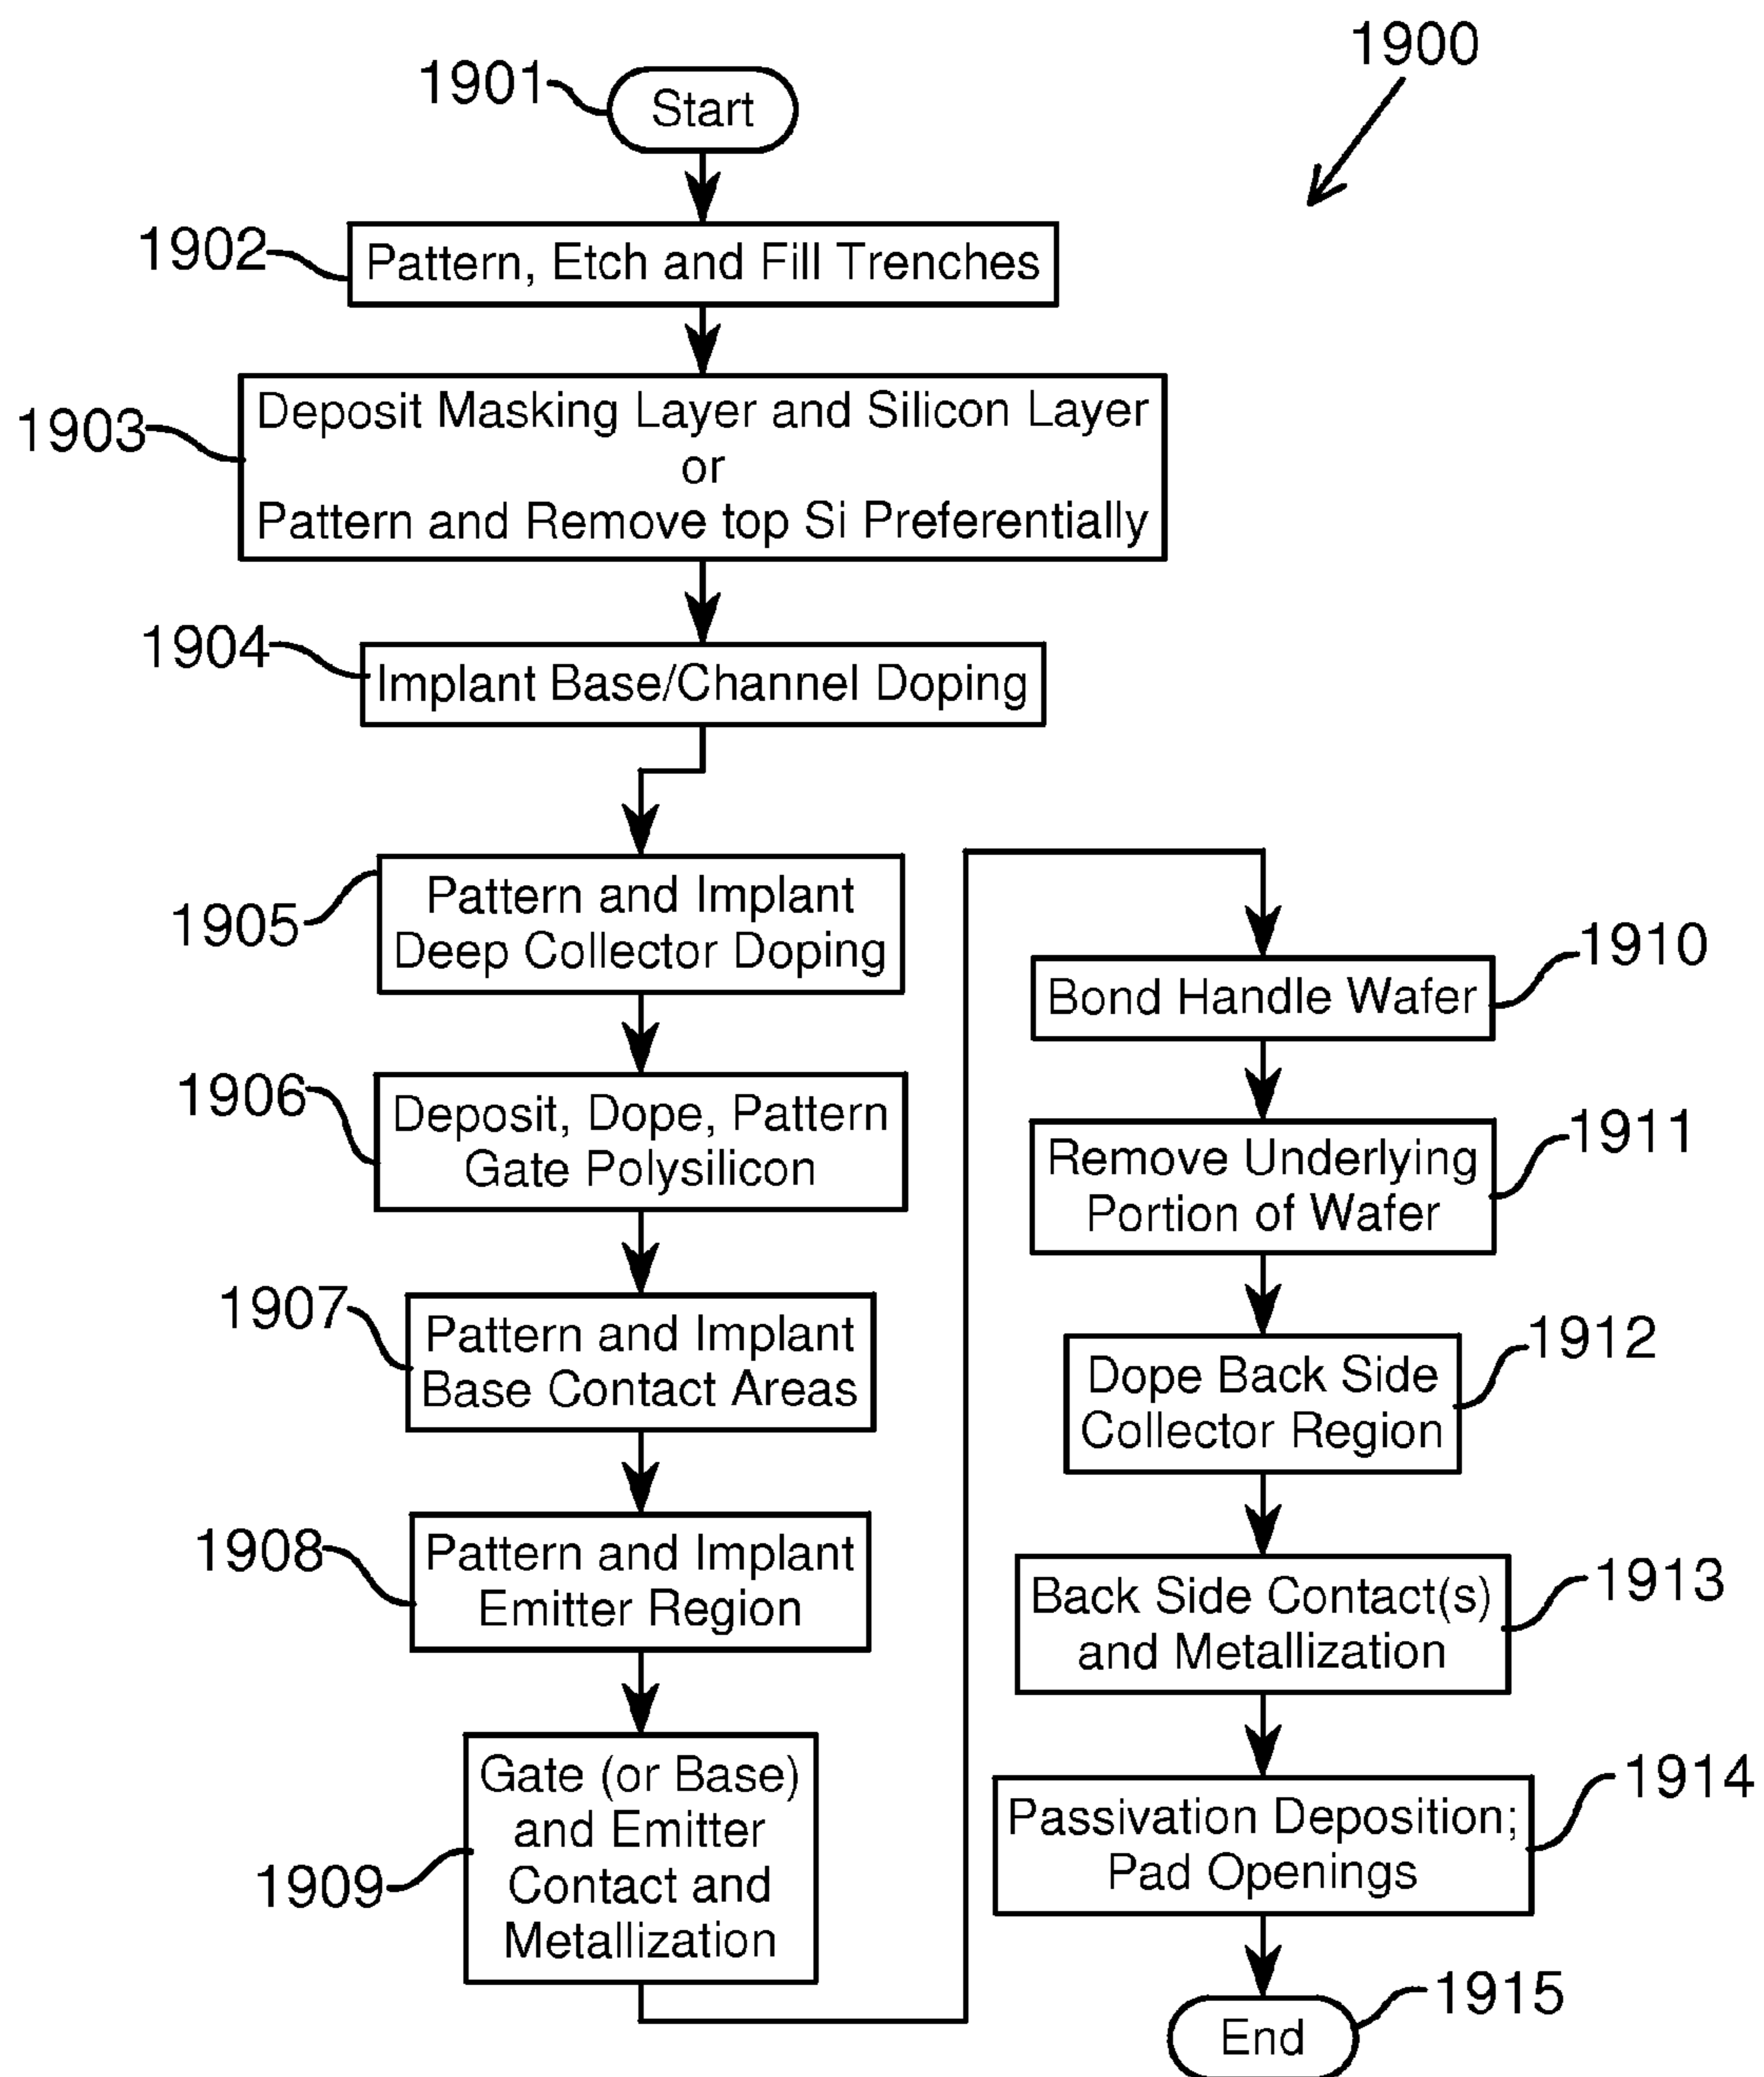 1900
1901
Start
1902
Pattern, Etch and Fill Trenches
1903
Deposit Masking Layer and Silicon Layer
or
Pattern and Remove top Si Preferentially
1904
Implant Base/Channel Doping
1905
Pattern and Implant
Deep Collector Doping
1906
Deposit, Dope, Pattern
Gate Polysilicon
1907
Pattern and Implant
Base Contact Areas
1908
Pattern and Implant
Emitter Region
1909
Gate (or Base)
and Emitter
Contact and
Metallization
1910
Bond Handle Wafer
1911
Remove Underlying
Portion of Wafer
1912
Dope Back Side
Collector Region
1913
Back Side Contact(s)
and Metallization
1914
Passivation Deposition;
Pad Openings
1915
End